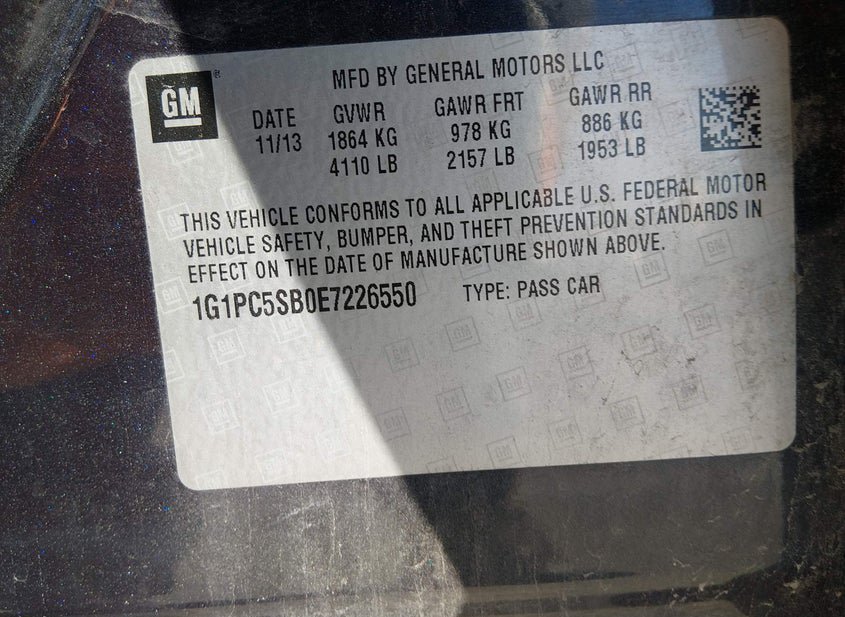 GM
MFD BY GENERAL MOTORS LLC
DATE GVWR GAWR FRT GAWR RR
11/13 1864 KG 978 KG 886 KG
4110 LB 2157 LB 1953 LB
THIS VEHICLE CONFORMS TO ALL APPLICABLE U.S. FEDERAL MOTOR
VEHICLE SAFETY, BUMPER, AND THEFT PREVENTION STANDARDS IN
EFFECT ON THE DATE OF MANUFACTURE SHOWN ABOVE.
1G1PC5SB0E7226550 TYPE: PASS CAR